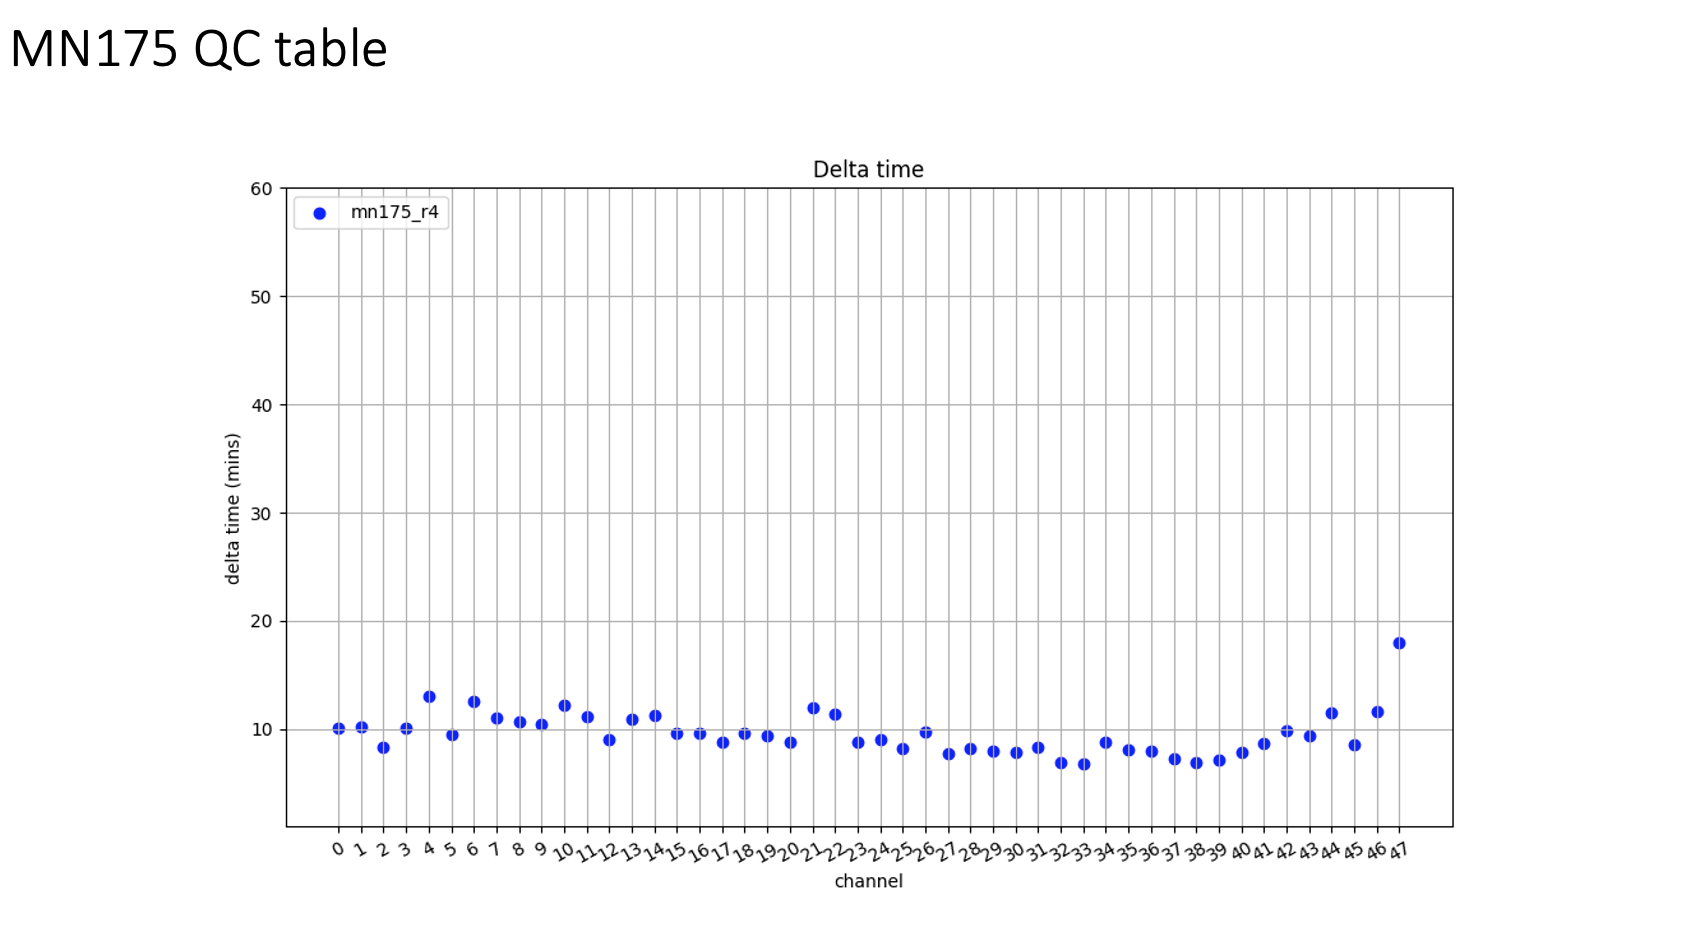 MN175 QC table
Delta time
mn175_r4
60
50
40
30
20
10
delta time (mins)
0 1 2 3 4 5 6 7 8 9 10 11 12 13 14 15 16 17 18 19 20 21 22 23 24 25 26 27 28 29 30 31 32 33 34 35 36 37 38 39 40 41 42 43 44 45 46 47
channel